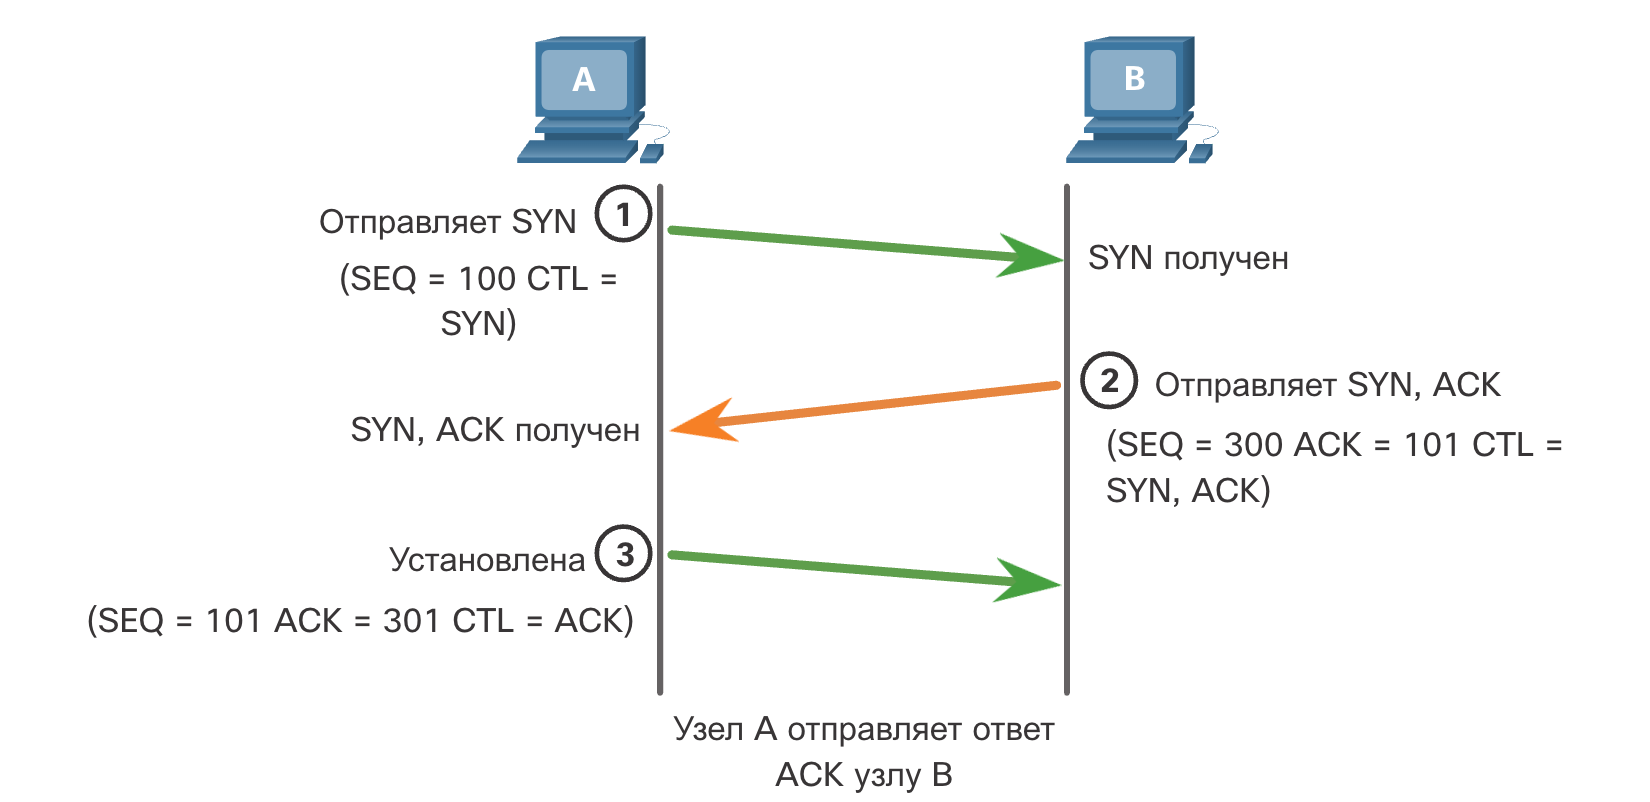 A
B
Отправляет SYN
1
(SEQ = 100 CTL =
SYN)
SYN получен
2
Отправляет SYN, ACK
(SEQ = 300 ACK = 101 CTL =
SYN, ACK)
SYN, ACK получен
Установлена
3
(SEQ = 101 ACK = 301 CTL = ACK)
Узел A отправляет ответ
ACK узлу B